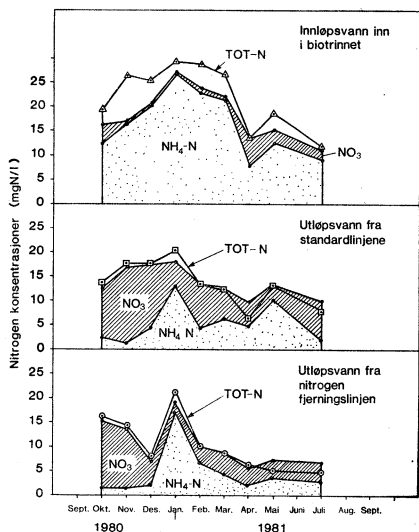 Innløpsvann inn
i biotrinnet
TOT-N
25
20
15
10
5
0
NH₄-N
NO₃
Nitrogen konsentrasjoner (mgN/l)
Utløpsvann fra
standardlinjene
TOT-N
25
20
15
10
5
0
NO₃
NH₄ N
Utløpsvann fra
nitrogen
fjerningslinjen
TOT-N
25
20
15
10
5
0
NO₃
NH₄-N
Sept. Okt. Nov. Des. Jan. Feb. Mar. Apr. Mai Juni Juli Aug. Sept.
1980 1981